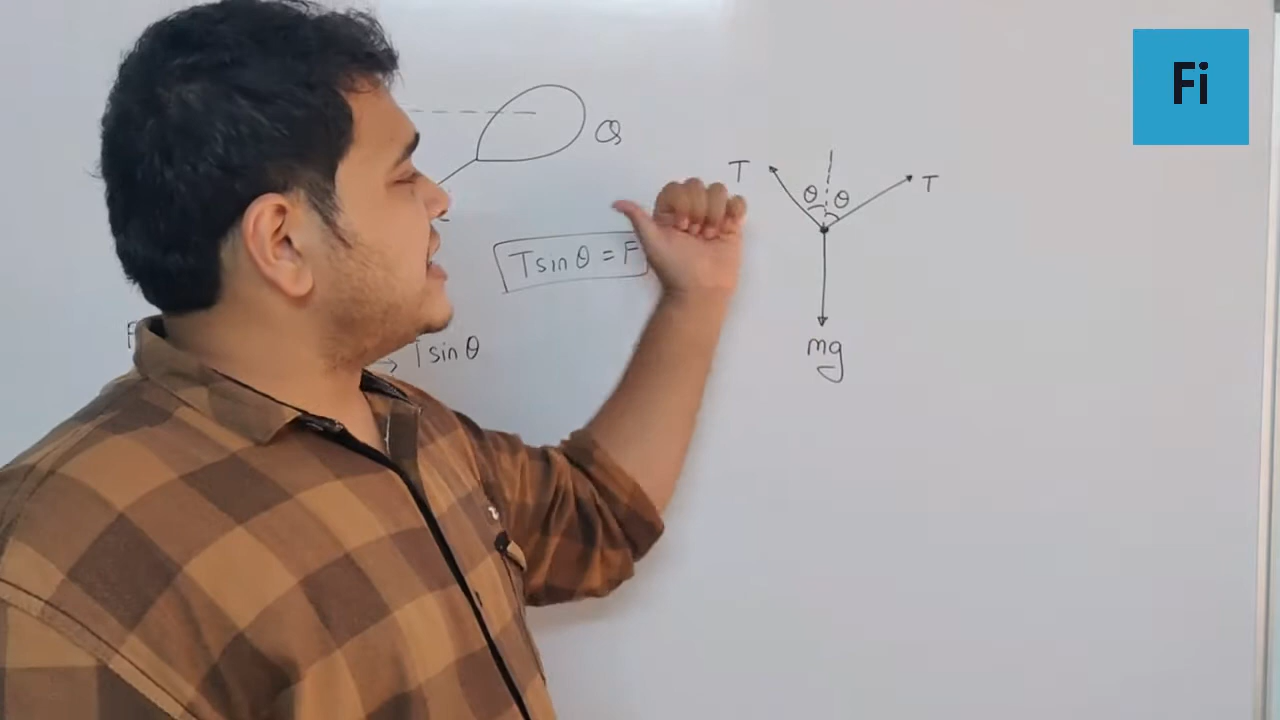 Fi
Q
T
θ θ
T
T sin θ = F
F
T sin θ
mg